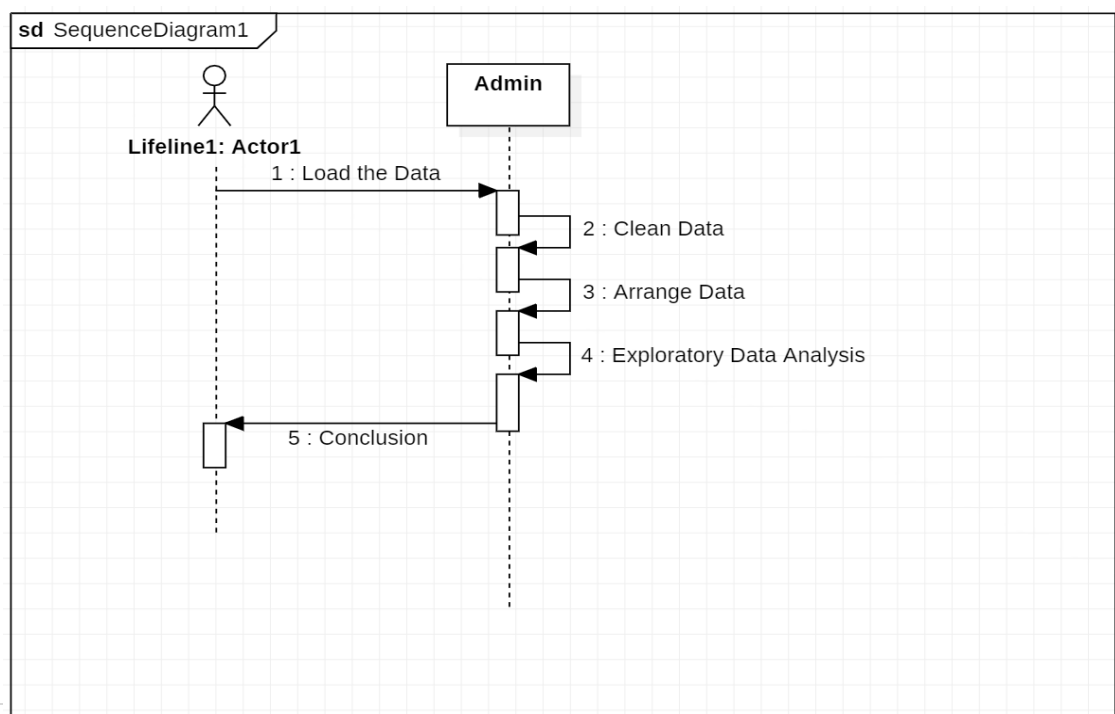 sd SequenceDiagram1
Admin
Lifeline1: Actor1
1 : Load the Data
2 : Clean Data
3 : Arrange Data
4 : Exploratory Data Analysis
5 : Conclusion